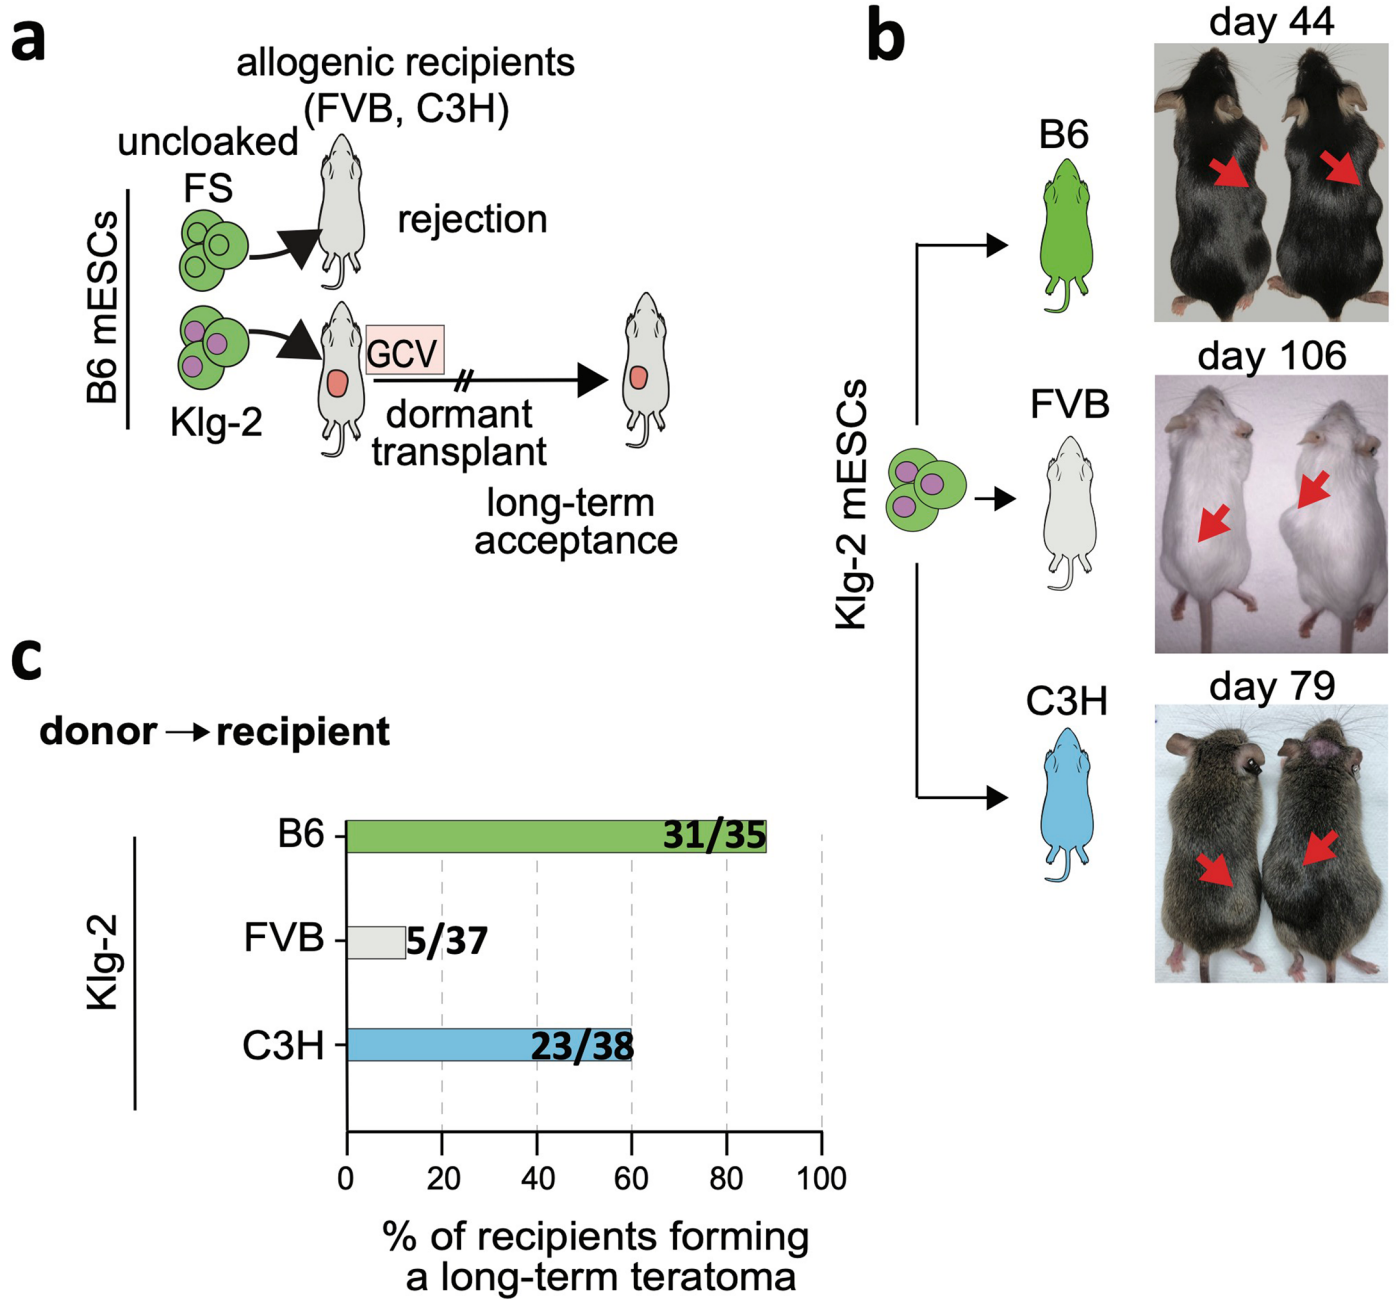 a
allogenic recipients
(FVB, C3H)
uncloaked
FS
rejection
B6 mESCs
GCV
Klg-2
dormant
transplant
long-term
acceptance
b
day 44
B6
day 106
FVB
Klg-2 mESCs
day 79
C3H
c
donor → recipient
B6
31/35
FVB
5/37
Klg-2
C3H
23/38
0 20 40 60 80 100
% of recipients forming
a long-term teratoma